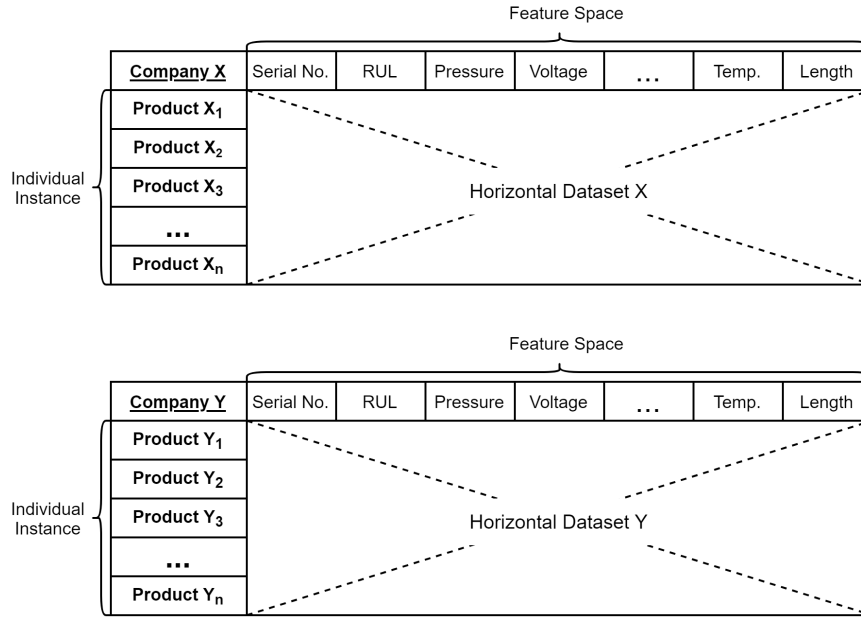 Feature Space
Company X Serial No. RUL Pressure Voltage ... Temp. Length
Product X1
Product X2
Individual
Instance
Product X3
Horizontal Dataset X
...
Product Xn
Feature Space
Company Y Serial No. RUL Pressure Voltage ... Temp. Length
Product Y1
Product Y2
Individual
Instance
Product Y3
Horizontal Dataset Y
...
Product Yn